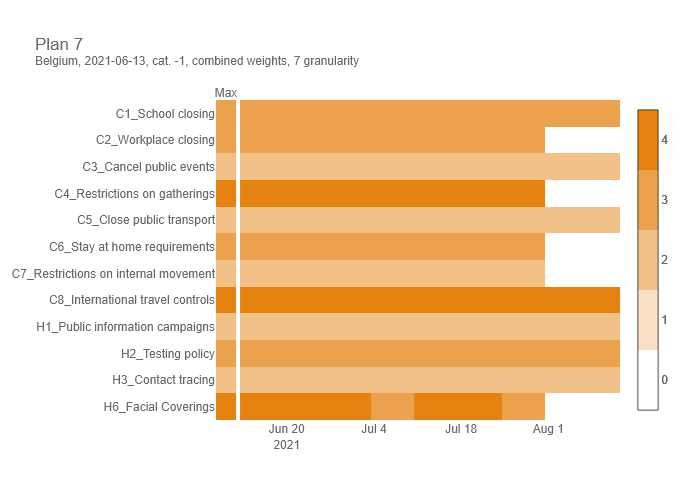 Plan 7
Belgium, 2021-06-13, cat. -1, combined weights, 7 granularity
Max
C1_School closing
C2_Workplace closing
C3_Cancel public events
C4_Restrictions on gatherings
C5_Close public transport
C6_Stay at home requirements
C7_Restrictions on internal movement
C8_International travel controls
H1_Public information campaigns
H2_Testing policy
H3_Contact tracing
H6_Facial Coverings
Jun 20 Jul 4 Jul 18 Aug 1
2021
4
3
2
1
0